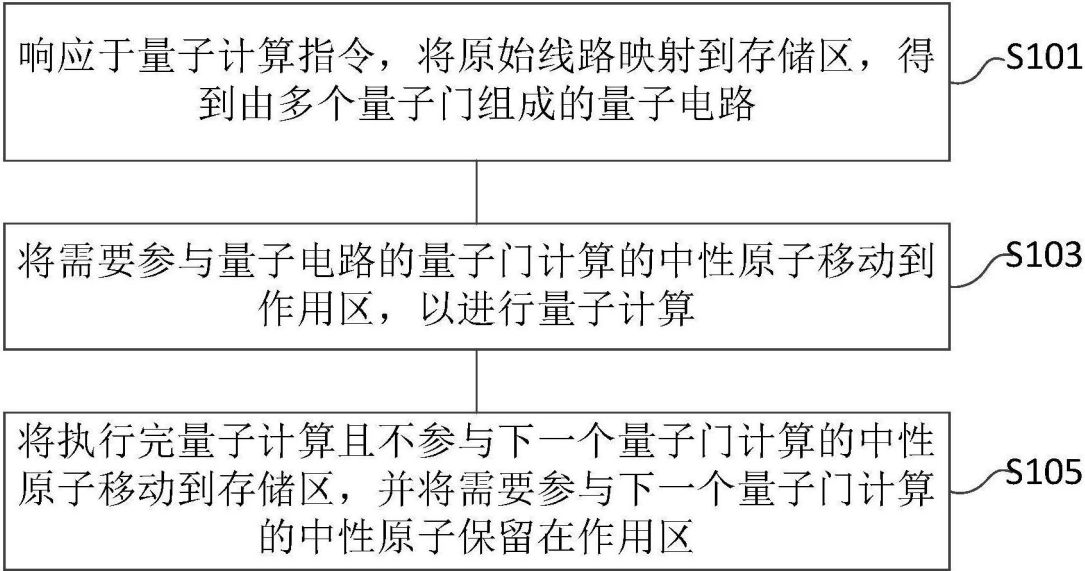 响应于量子计算指令，将原始线路映射到存储区，得
到由多个量子门组成的量子电路
S101
将需要参与量子电路的量子门计算的中性原子移动到
作用区，以进行量子计算
S103
将执行完量子计算且不参与下一个量子门计算的中性
原子移动到存储区，并将需要参与下一个量子门计算
的中性原子保留在作用区
S105